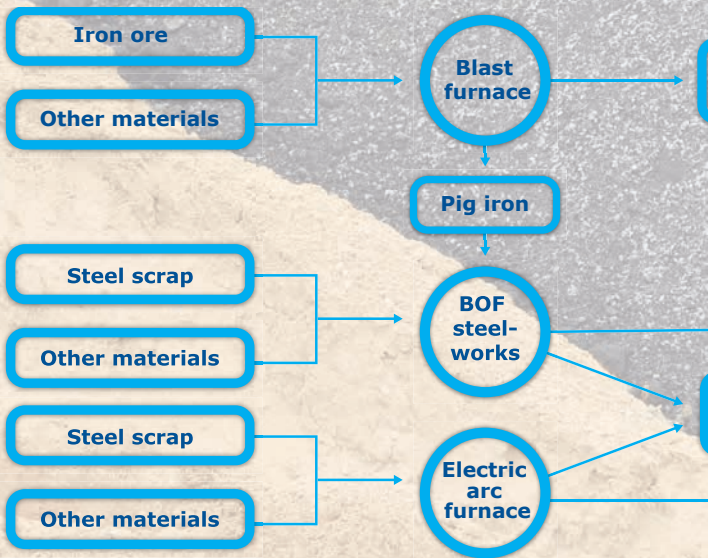 Iron ore
Other materials
Blast
furnace
Pig iron
Steel scrap
Other materials
BOF
steel-
works
Steel scrap
Other materials
Electric
arc
furnace